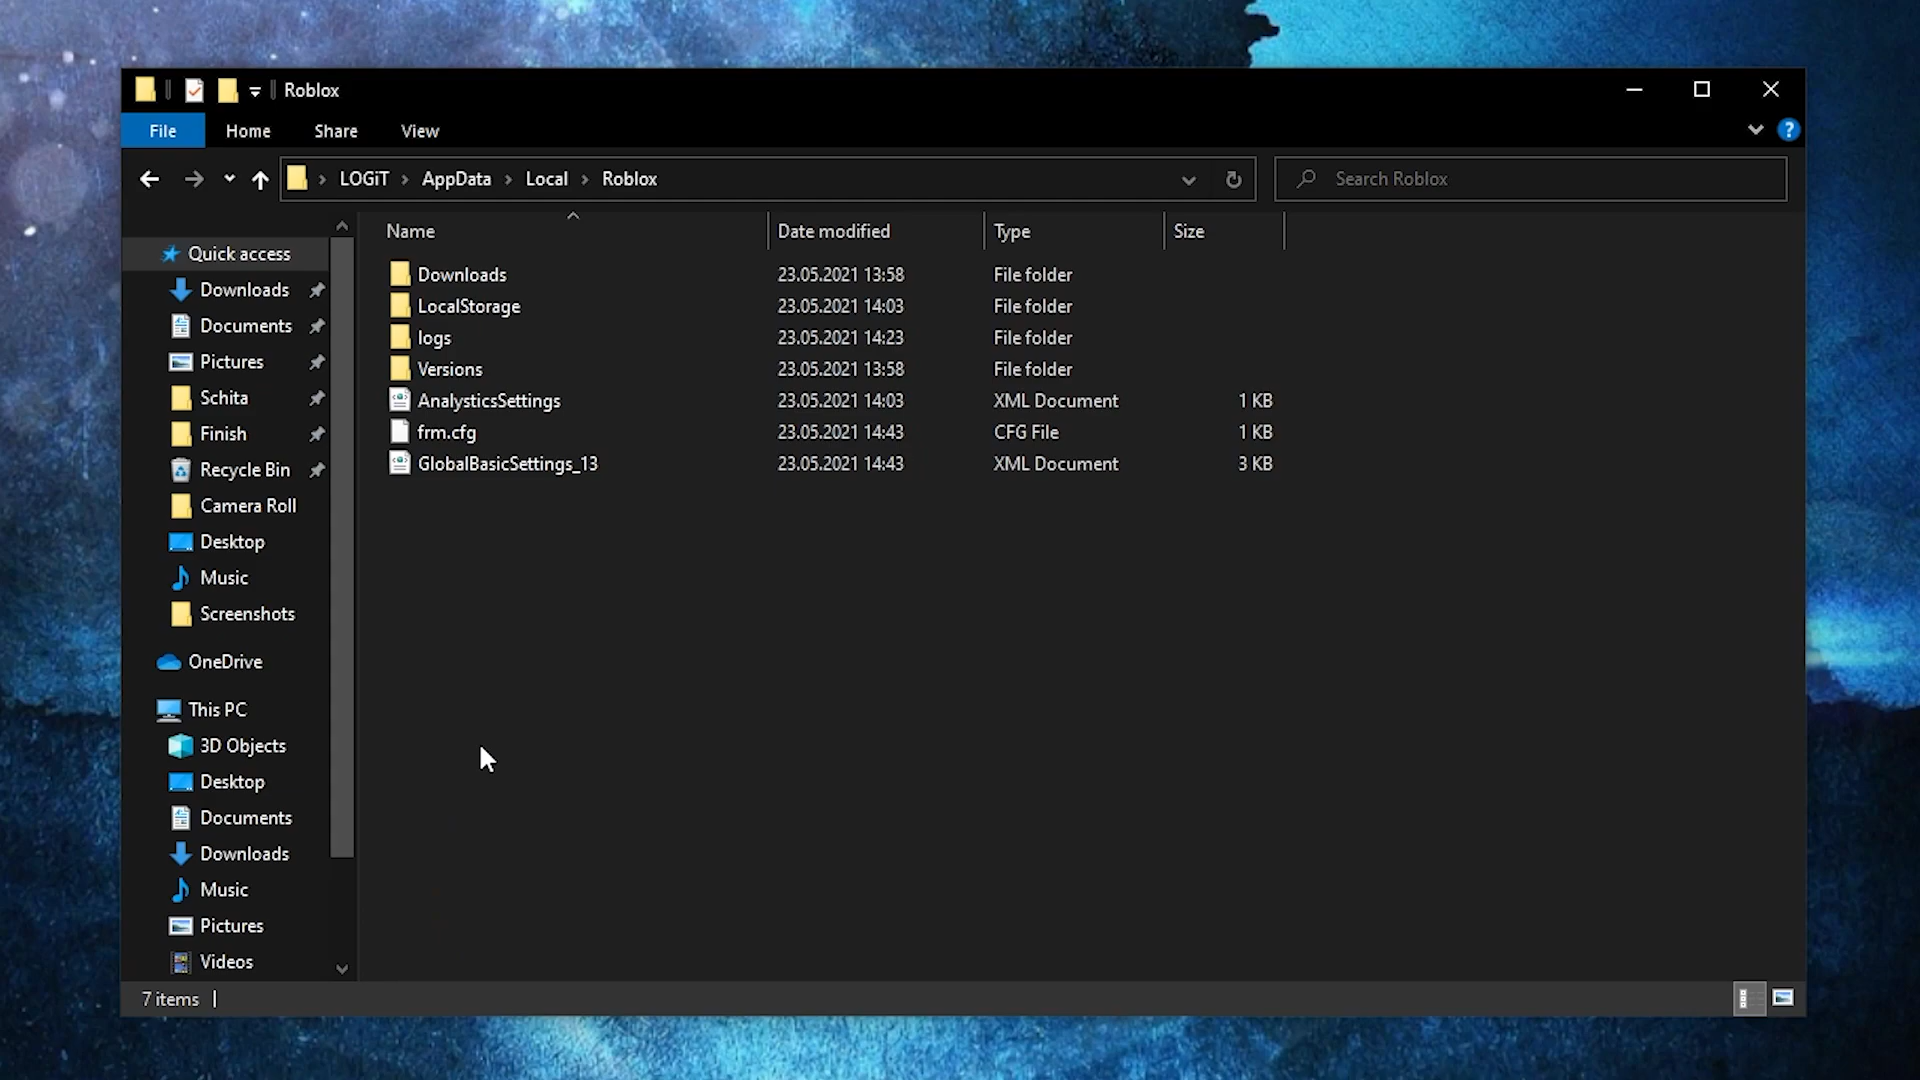 Roblox
File Home Share View
LOGiT AppData Local Roblox
Search Roblox
Name Date modified Type Size
Quick access
Downloads
Documents
Pictures
Schita
Finish
Recycle Bin
Camera Roll
Desktop
Music
Screenshots
OneDrive
This PC
3D Objects
Desktop
Documents
Downloads
Music
Pictures
Videos
Downloads 23.05.2021 13:58 File folder
LocalStorage 23.05.2021 14:03 File folder
logs 23.05.2021 14:23 File folder
Versions 23.05.2021 13:58 File folder
AnalysticsSettings 23.05.2021 14:03 XML Document 1 KB
frm.cfg 23.05.2021 14:43 CFG File 1 KB
GlobalBasicSettings_13 23.05.2021 14:43 XML Document 3 KB
7 items